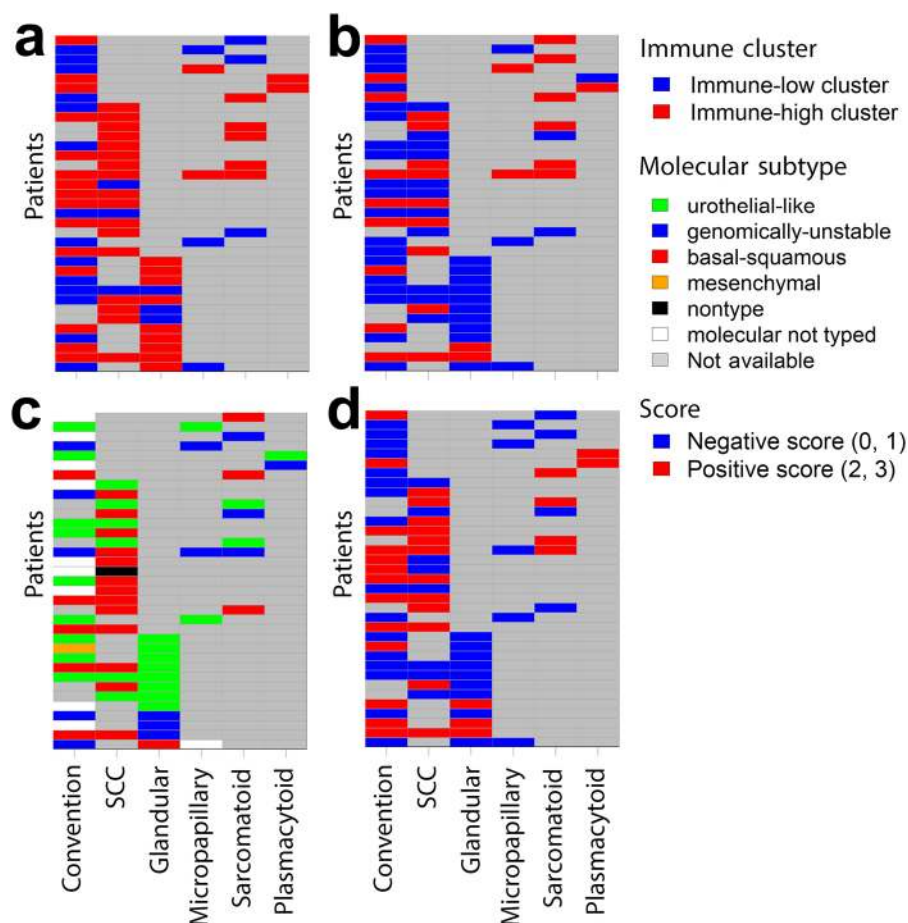 a
b
Patients
Patients
Immune cluster
Immune-low cluster
Immune-high cluster
Molecular subtype
urothelial-like
genomically-unstable
basal-squamous
mesenchymal
nontype
molecular not typed
Not available
Score
Negative score (0, 1)
Positive score (2, 3)
c
d
Patients
Patients
Convention
SCC
Glandular
Micropapillary
Sarcomatoid
Plasmacytoid
Convention
SCC
Glandular
Micropapillary
Sarcomatoid
Plasmacytoid